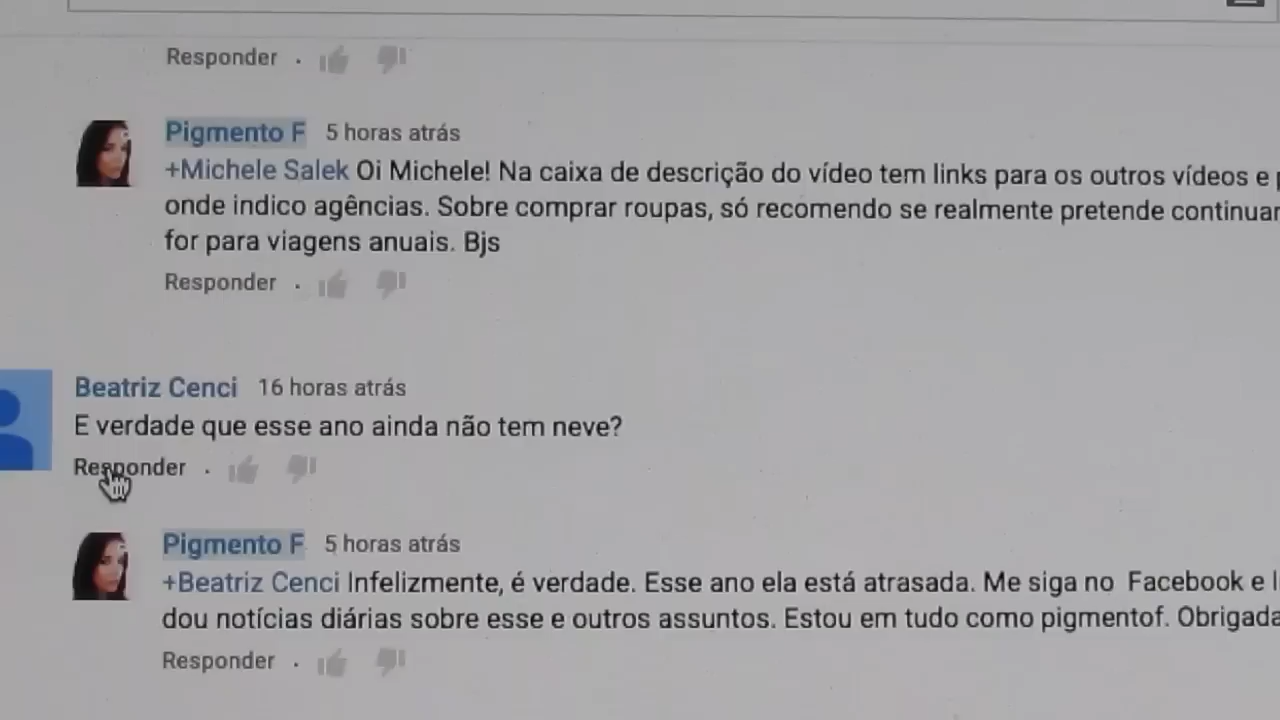 Responder .
Pigmento F 5 horas atrás
+Michele Salek Oi Michele! Na caixa de descrição do vídeo tem links para os outros vídeos e
onde indico agências. Sobre comprar roupas, só recomendo se realmente pretende continuar
for para viagens anuais. Bjs
Responder .
Beatriz Cenci 16 horas atrás
E verdade que esse ano ainda não tem neve?
Responder .
Pigmento F 5 horas atrás
+Beatriz Cenci Infelizmente, é verdade. Esse ano ela está atrasada. Me siga no Facebook e
dou notícias diárias sobre esse e outros assuntos. Estou em tudo como pigmentof. Obrigada
Responder .